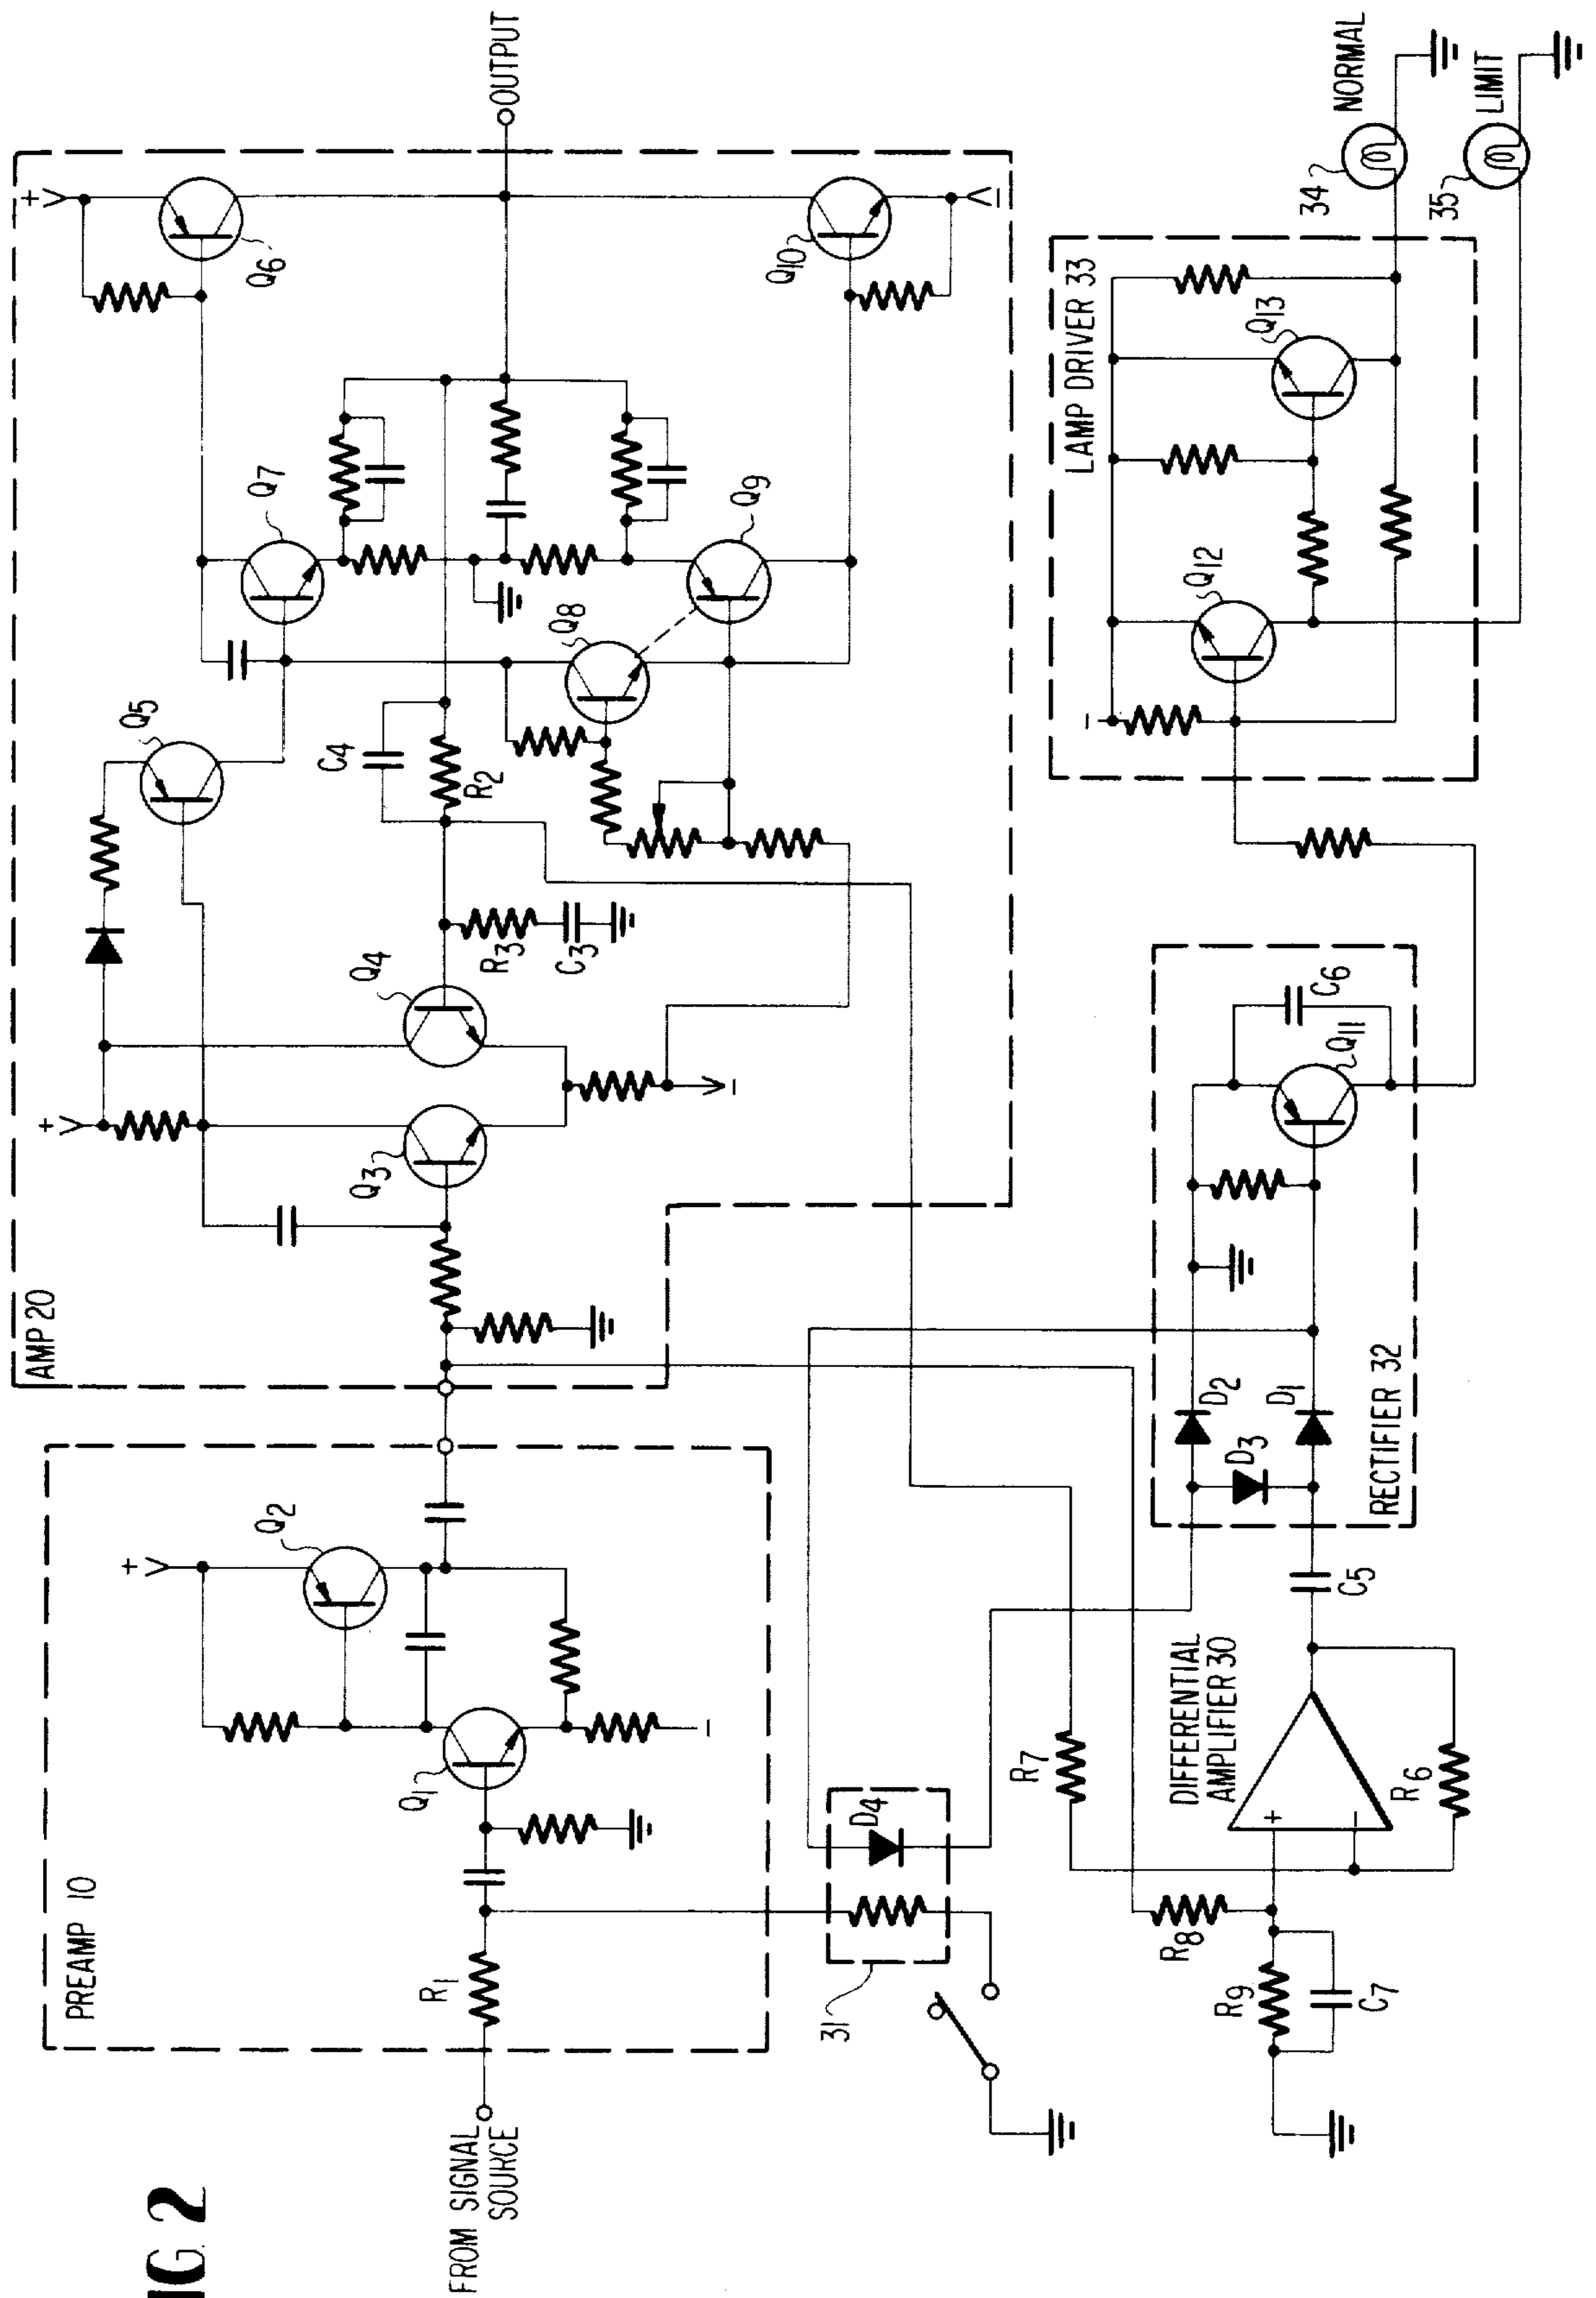 IG. 2
FROM SIGNAL
SOURCE
PREAMP 10
R1
Q1
Q2
+
V
−
AMP 20
+
V
Q3
Q4
V
−
R3
C3
Q5
C4
R2
Q7
Q8
Q9
+
V
Q6
Q10
V
−
OUTPUT
31
D4
R7
R8
R9
C7
DIFFERENTIAL
AMPLIFIER 30
+
−
R6
C5
D2
D3
D1
RECTIFIER 32
Q11
C6
−
LAMP DRIVER 33
Q12
Q13
34
NORMAL
35
LIMIT